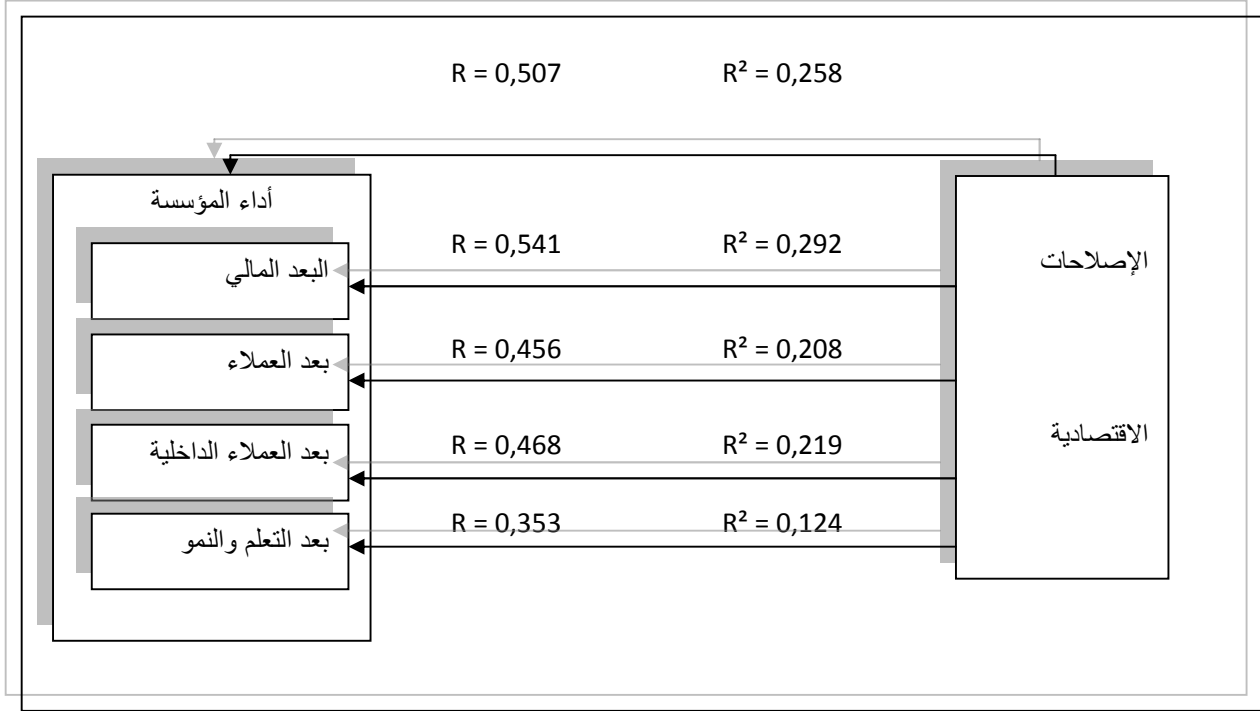 R = 0,507 R² = 0,258
أداء المؤسسة
R = 0,541 R² = 0,292
البعد المالي
الإصلاحات
R = 0,456 R² = 0,208
بعد العملاء
الاقتصادية
R = 0,468 R² = 0,219
بعد العملاء الداخلية
R = 0,353 R² = 0,124
بعد التعلم والنمو